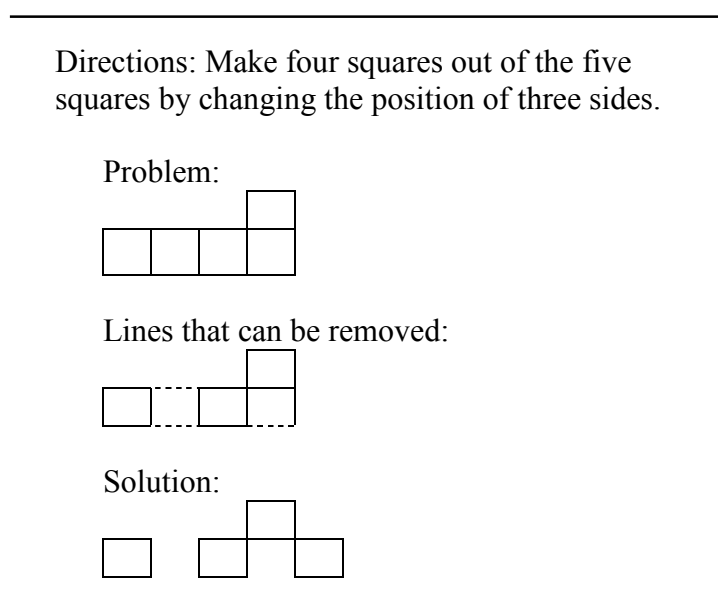 Directions: Make four squares out of the five
squares by changing the position of three sides.
Problem:
Lines that can be removed:
Solution: